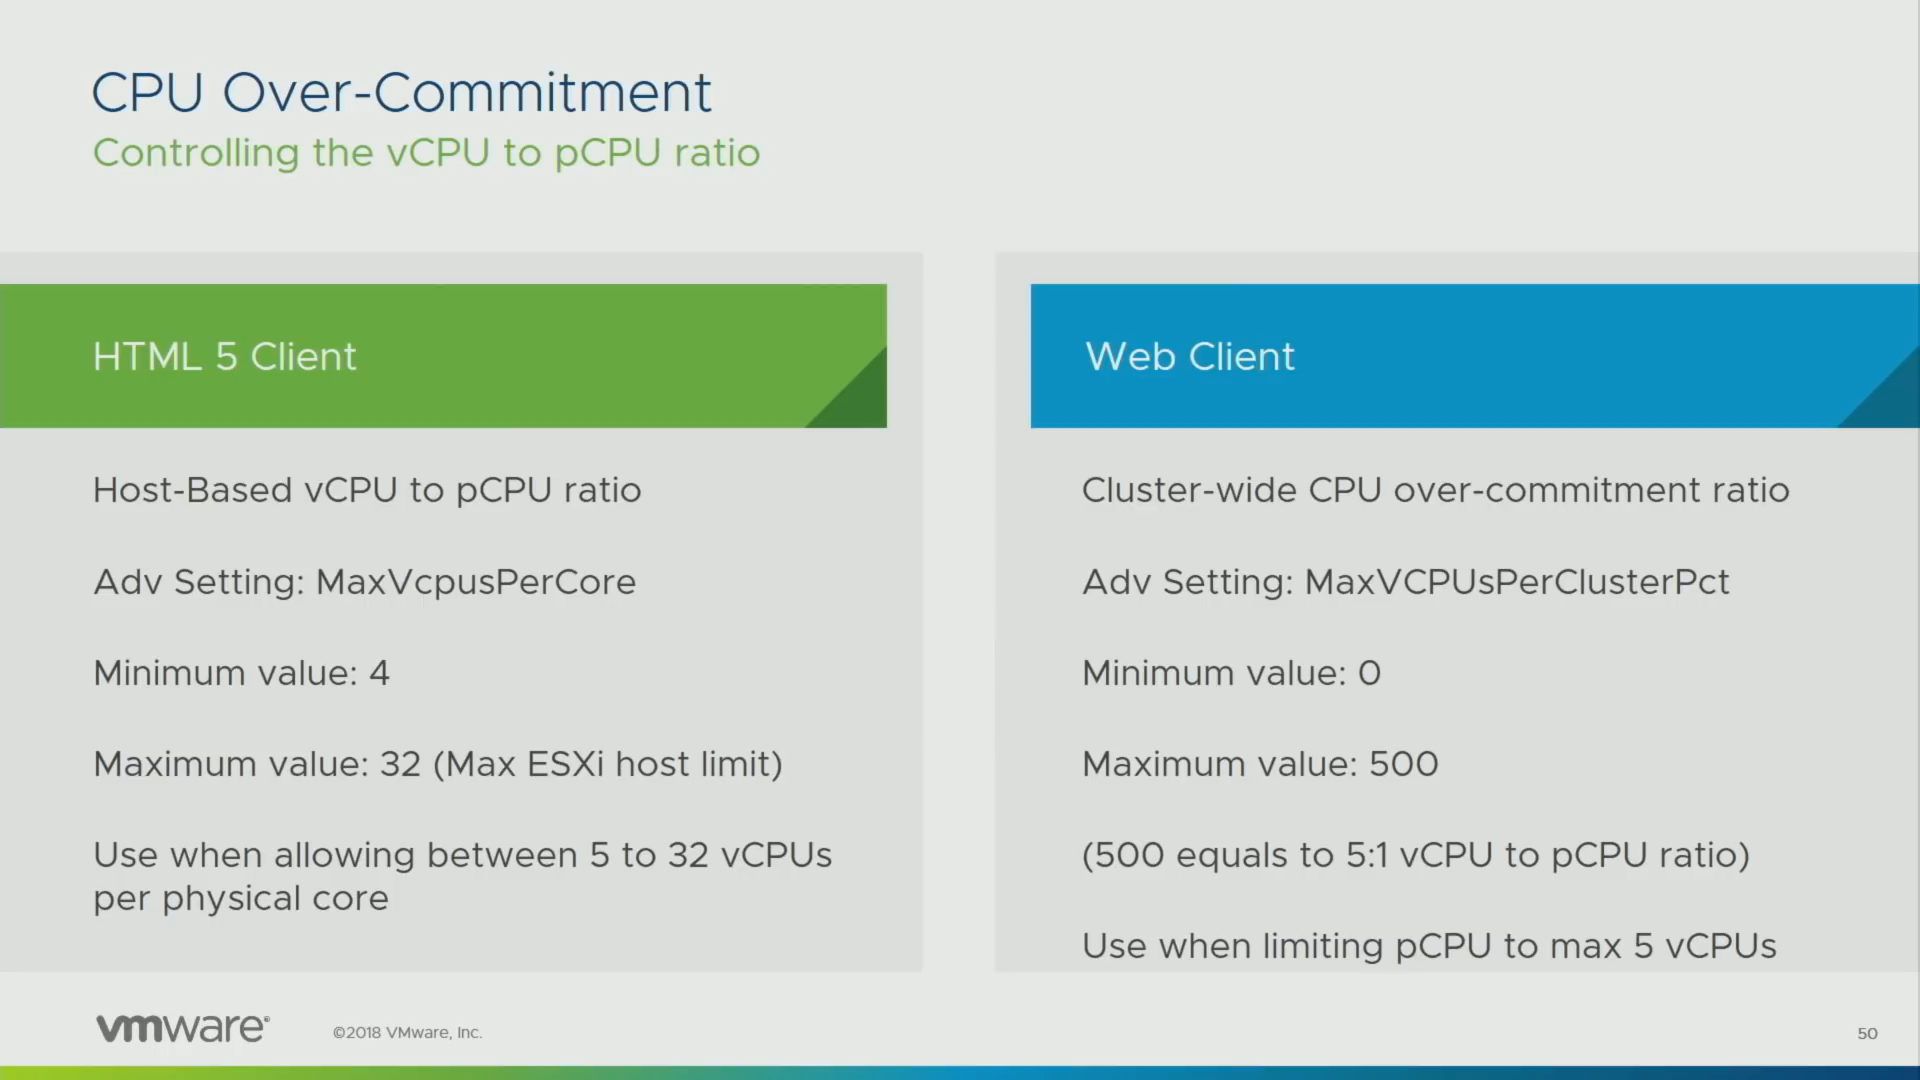 CPU Over-Commitment
Controlling the vCPU to pCPU ratio
HTML 5 Client
Host-Based vCPU to pCPU ratio
Adv Setting: MaxVcpusPerCore
Minimum value: 4
Maximum value: 32 (Max ESXi host limit)
Use when allowing between 5 to 32 vCPUs
per physical core
Web Client
Cluster-wide CPU over-commitment ratio
Adv Setting: MaxVCPUsPerClusterPct
Minimum value: 0
Maximum value: 500
(500 equals to 5:1 vCPU to pCPU ratio)
Use when limiting pCPU to max 5 vCPUs
vmware®
©2018 VMware, Inc.
50